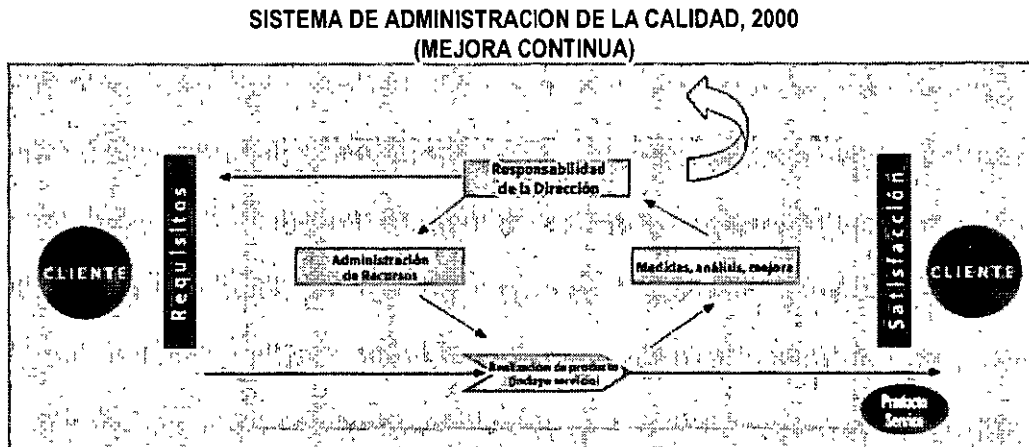 SISTEMA DE ADMINISTRACION DE LA CALIDAD, 2000
(MEJORA CONTINUA)
Responsabilidad
de la Dirección
Requisitos
Satisfacción
CLIENTE
Administración
de Recursos
Medidas, análisis, mejora
CLIENTE
Realización de producto
(Incluye servicio)
Producto
Servicio